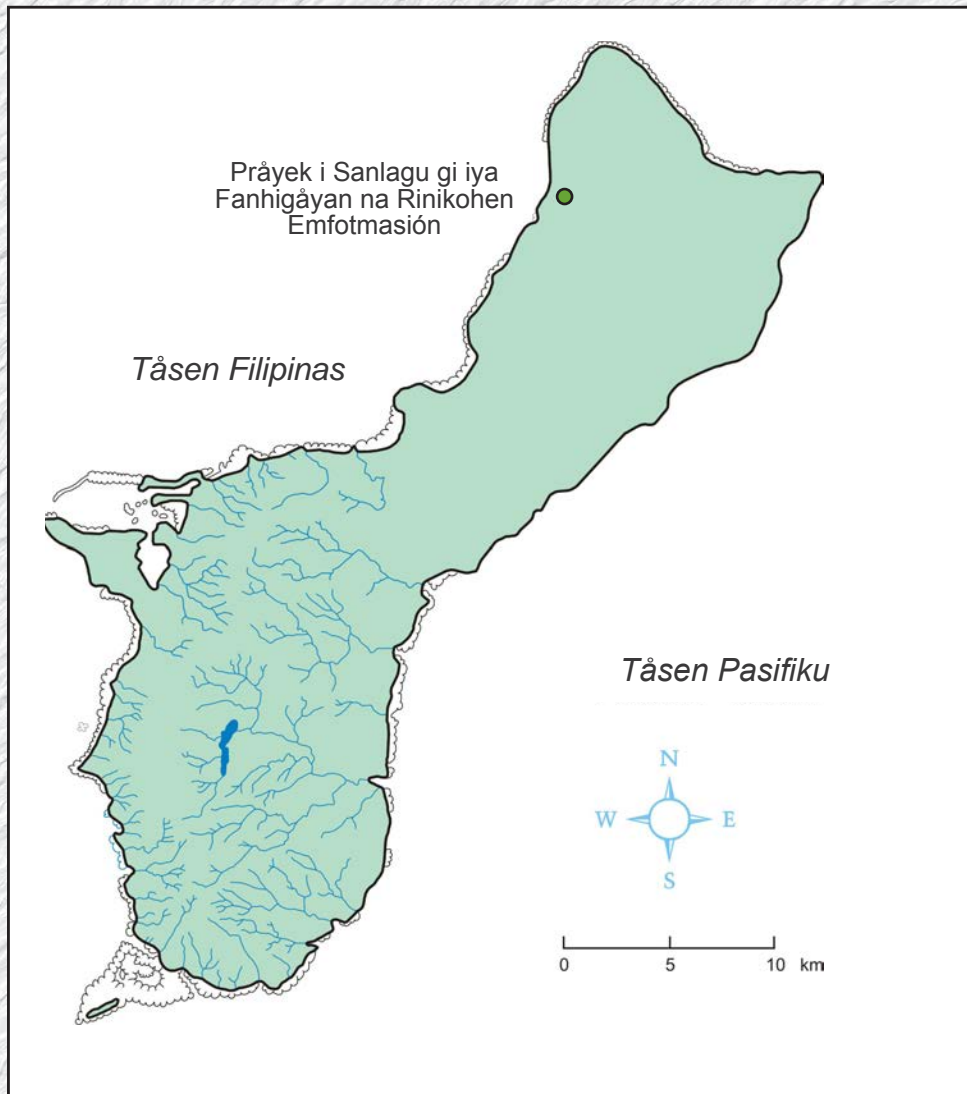 Pråyek i Sanlagu gi iya
Fanhigåyan na Rinikohen
Emfotmasión
Tåsen Filipinas
Tåsen Pasifiku
N
W E
S
0 5 10 km